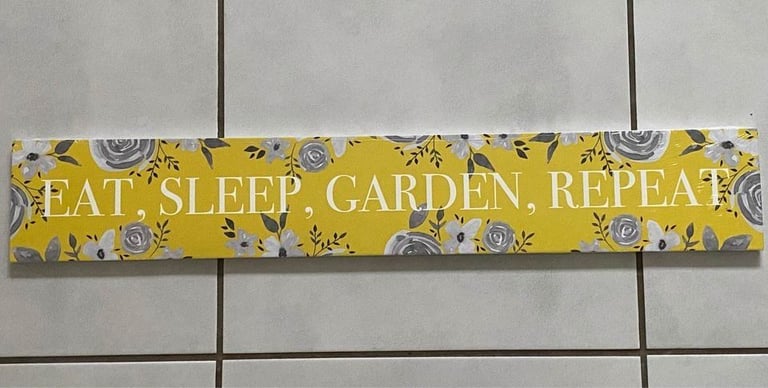 EAT, SLEEP, GARDEN, REPEAT